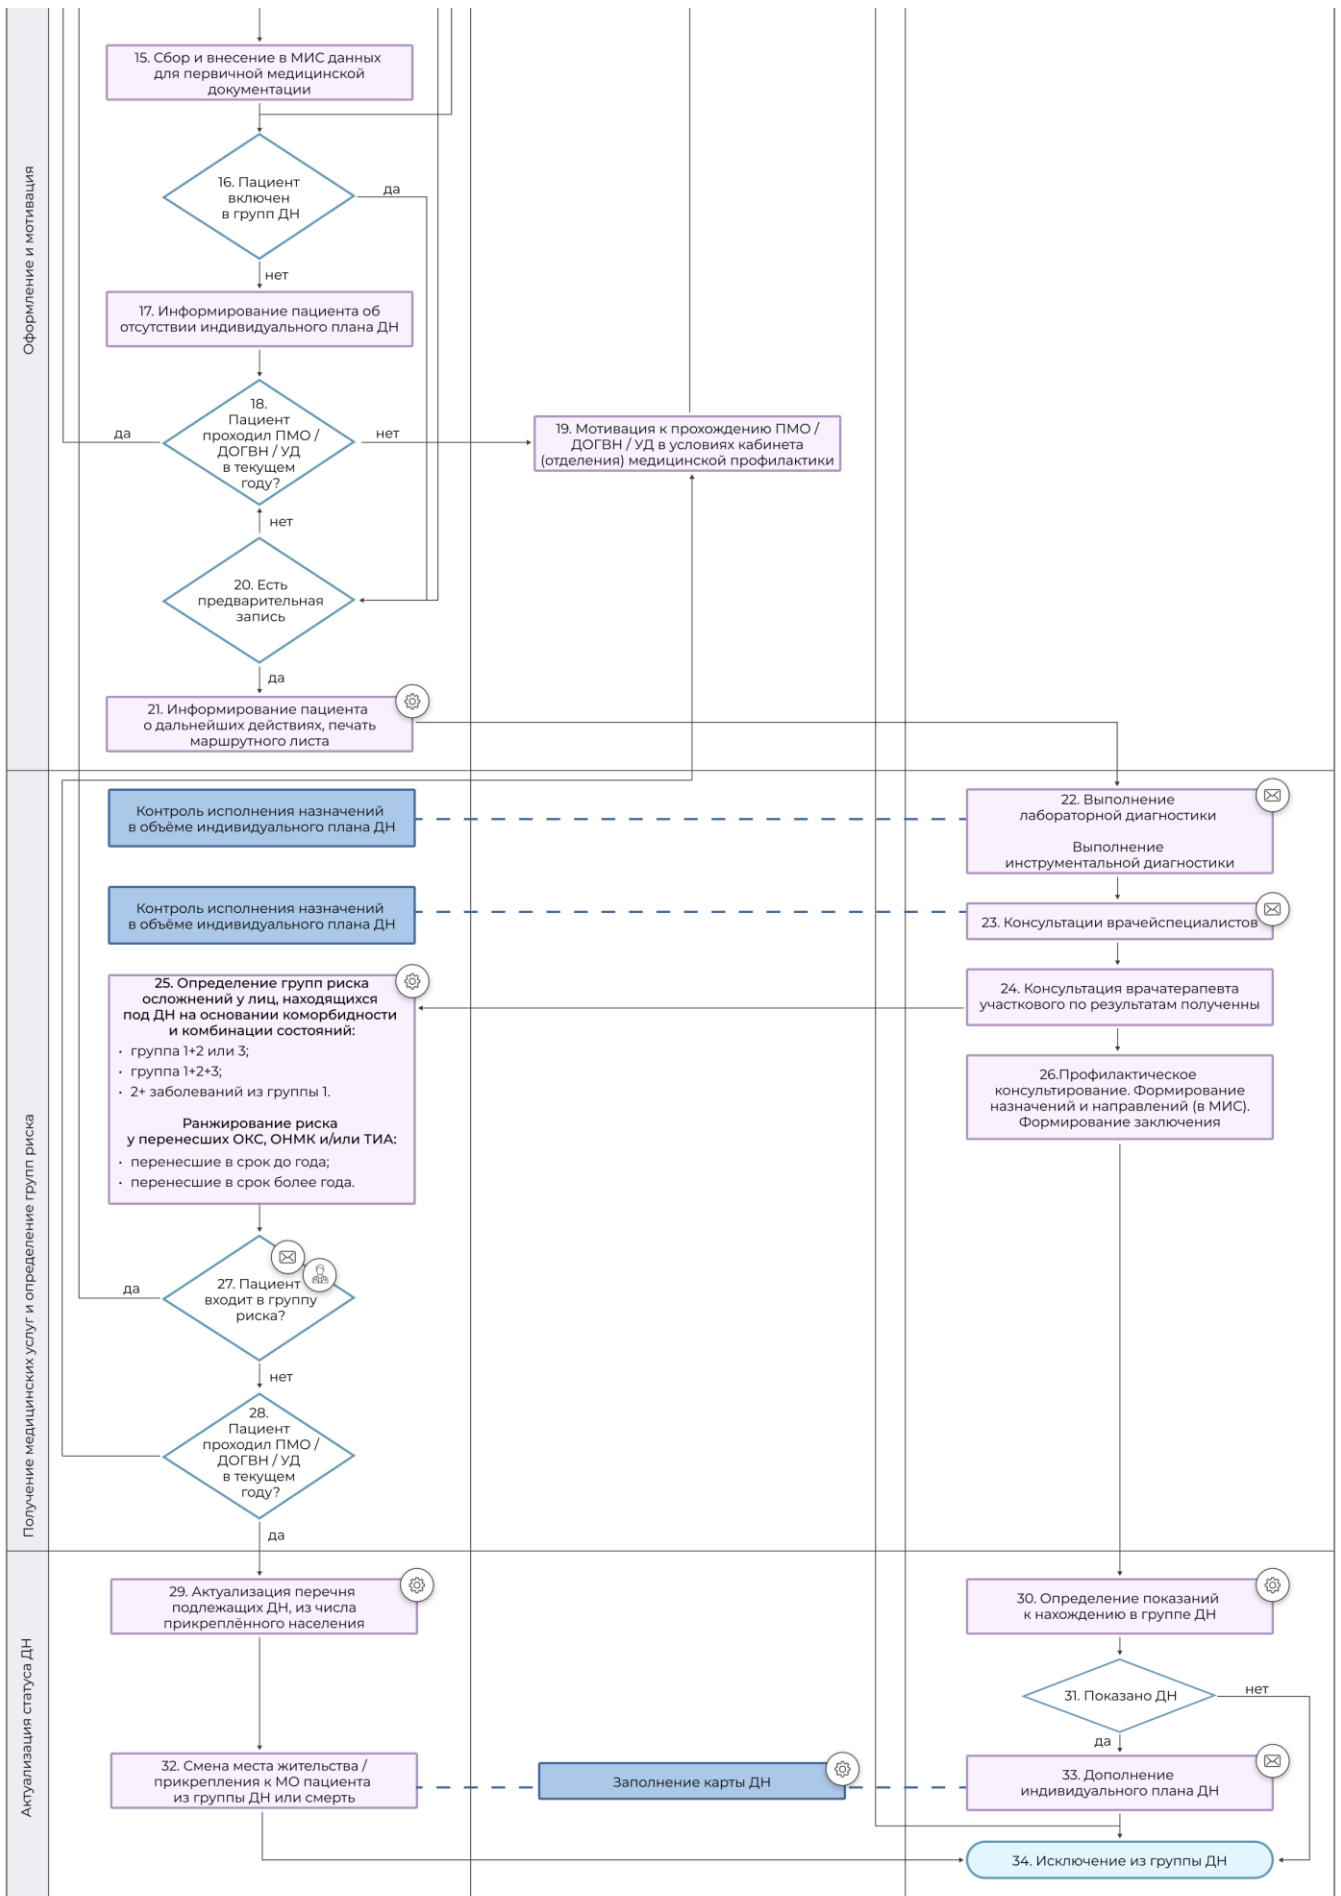 Оформление и мотивация
15. Сбор и внесение в МИС данных
для первичной медицинской
документации
16. Пациент
включен
в групп ДН
да
нет
17. Информирование пациента об
отсутствии индивидуального плана ДН
18.
Пациент
проходил ПМО /
ДОГВН / УД
в текущем
году?
да
нет
19. Мотивация к прохождению ПМО /
ДОГВН / УД в условиях кабинета
(отделения) медицинской профилактики
нет
20. Есть
предварительная
запись
да
21. Информирование пациента
о дальнейших действиях, печать
маршрутного листа
Получение медицинских услуг и определение групп риска
Контроль исполнения назначений
в объёме индивидуального плана ДН
22. Выполнение
лабораторной диагностики
Выполнение
инструментальной диагностики
Контроль исполнения назначений
в объёме индивидуального плана ДН
23. Консультации врачейспециалистов
24. Консультация врачатерапевта
участкового по результатам полученны
25. Определение групп риска
осложнений у лиц, находящихся
под ДН на основании коморбидности
и комбинации состояний:
· группа 1+2 или 3;
· группа 1+2+3;
· 2+ заболеваний из группы 1.
Ранжирование риска
у перенесших ОКС, ОНМК и/или ТИА:
· перенесшие в срок до года;
· перенесшие в срок более года.
26.Профилактическое
консультирование. Формирование
назначений и направлений (в МИС).
Формирование заключения
27. Пациент
входит в группу
риска?
да
нет
28.
Пациент
проходил ПМО /
ДОГВН / УД
в текущем
году?
да
Актуализация статуса ДН
29. Актуализация перечня
подлежащих ДН, из числа
прикреплённого населения
30. Определение показаний
к нахождению в группе ДН
31. Показано ДН
нет
да
32. Смена места жительства /
прикрепления к МО пациента
из группы ДН или смерть
Заполнение карты ДН
33. Дополнение
индивидуального плана ДН
34. Исключение из группы ДН